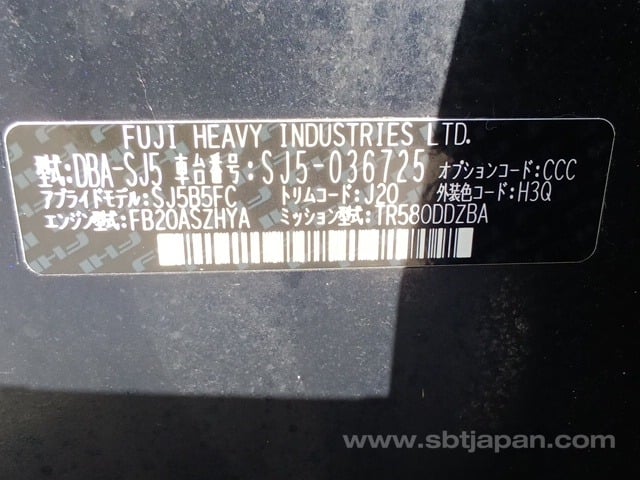 FUJI HEAVY INDUSTRIES LTD.
型式:DBA-SJ5 車台番号:SJ5-036725 オプションコード:CCC
アプライドモデル:SJ5B5FC トリムコード:J20 外装色コード:H3Q
エンジン型式:FB20ASZHYA ミッション型式:TR580DDZBA
www.sbtjapan.com